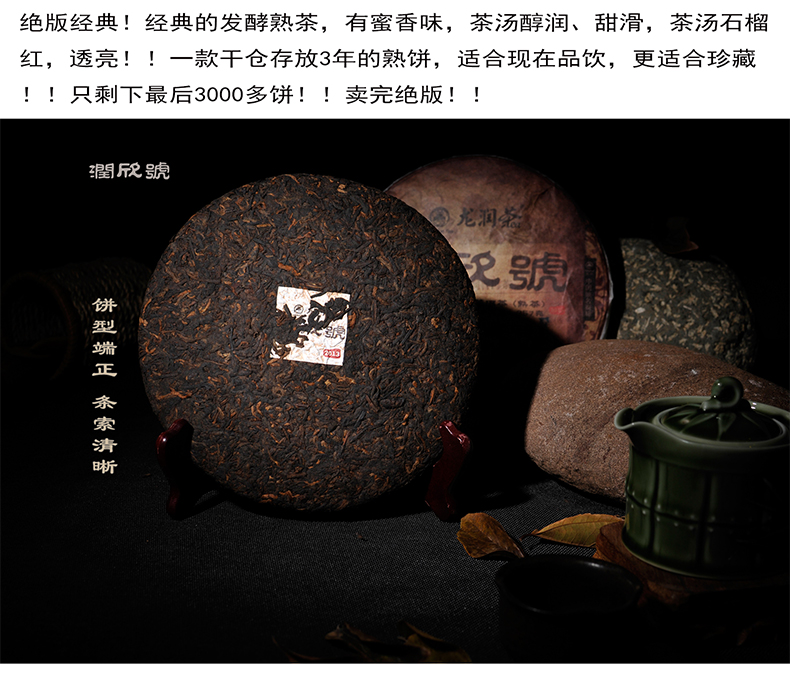 绝版经典！经典的发酵熟茶，有蜜香味，茶汤醇润、甜滑，茶汤石榴
红，透亮！！一款干仓存放3年的熟饼，适合现在品饮，更适合珍藏
！！只剩下最后3000多饼！！卖完绝版！！
潤欣號
饼型端正 条索清晰
龙润茶
欣號
（熟茶）
號
2013